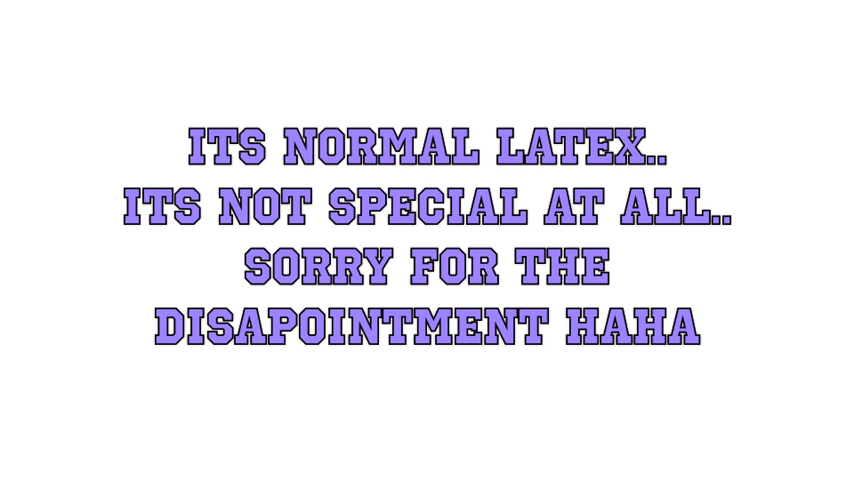 ITS NORMAL LATEX..
ITS NOT SPECIAL AT ALL..
SORRY FOR THE
DISAPOINTMENT HAHA